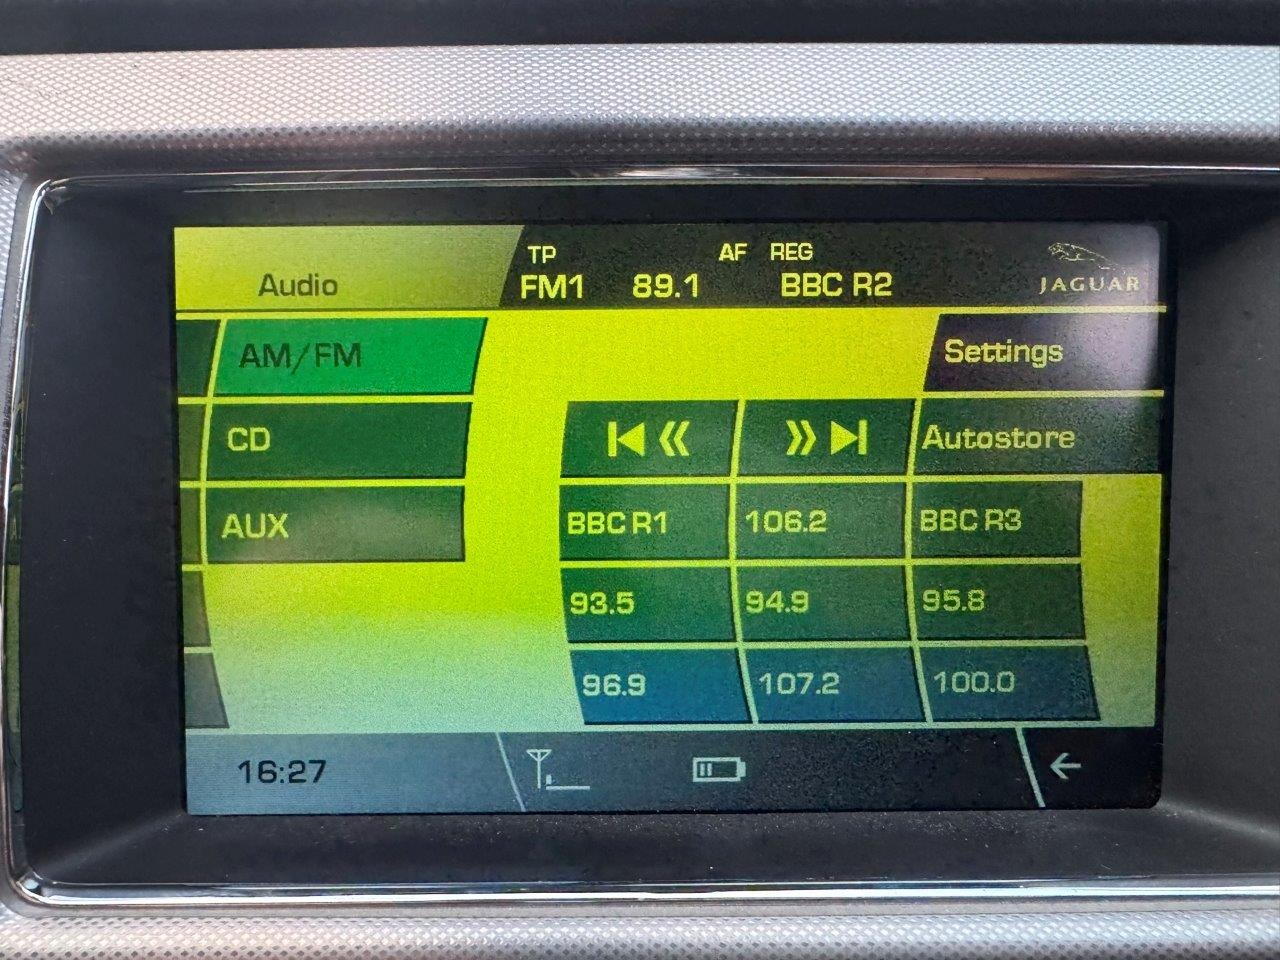 TP AF REG
Audio FM1 89.1 BBC R2 JAGUAR
AM/FM Settings
CD Autostore
AUX BBC R1 106.2 BBC R3
93.5 94.9 95.8
96.9 107.2 100.0
16:27